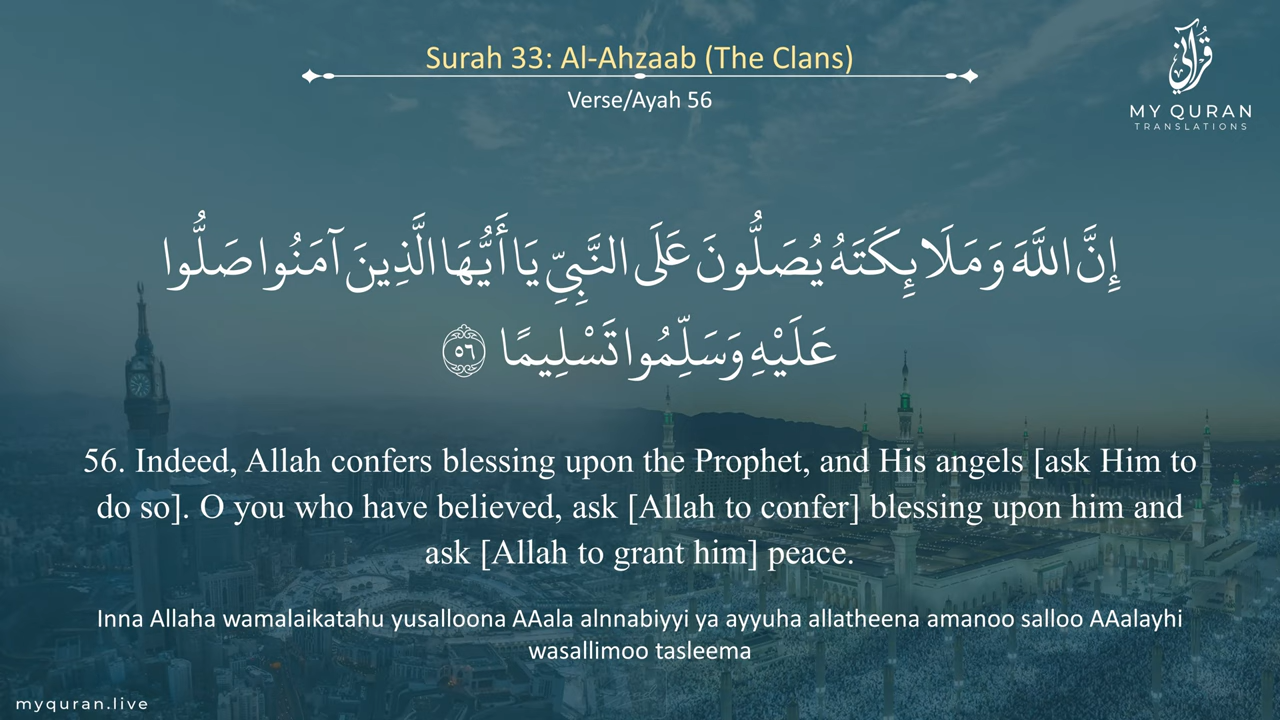 Surah 33: Al-Ahzaab (The Clans)
Verse/Ayah 56
قرآني
MY QURAN
TRANSLATIONS
إِنَّ اللَّهَ وَمَلَائِكَتَهُ يُصَلُّونَ عَلَى النَّبِيِّ يَا أَيُّهَا الَّذِينَ آمَنُوا صَلُّوا
عَلَيْهِ وَسَلِّمُوا تَسْلِيمًا ٥٦
56. Indeed, Allah confers blessing upon the Prophet, and His angels [ask Him to
do so]. O you who have believed, ask [Allah to confer] blessing upon him and
ask [Allah to grant him] peace.
Inna Allaha wamalaikatahu yusalloona AAala alnnabiyyi ya ayyuha allatheena amanoo salloo AAalayhi
wasallimoo tasleema
myquran.live